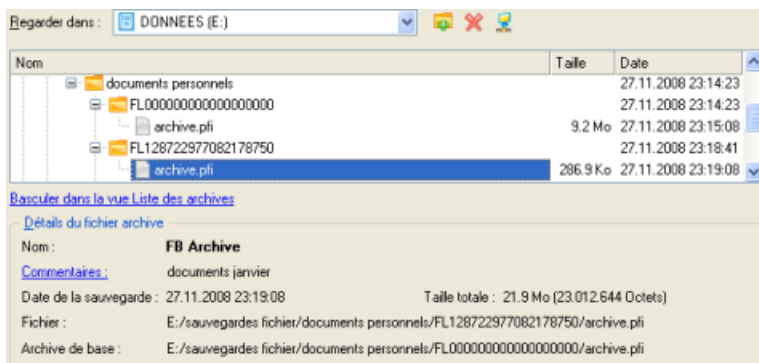 Regarder dans : DONNEES (E:)
Nom Taille Date
documents personnels 27.11.2008 23:14:23
FL000000000000000000 27.11.2008 23:14:23
archive.pfi 9.2 Mo 27.11.2008 23:15:08
FL128722977082178750 27.11.2008 23:18:41
archive.pfi 286.9 Ko 27.11.2008 23:19:08
Basculer dans la vue Liste des archives
Détails du fichier archive
Nom : FB Archive
Commentaires : documents janvier
Date de la sauvegarde : 27.11.2008 23:19:08 Taille totale : 21.9 Mo (23.012.644 Octets)
Fichier : E:/sauvegardes fichier/documents personnels/FL128722977082178750/archive.pfi
Archive de base : E:/sauvegardes fichier/documents personnels/FL000000000000000000/archive.pfi